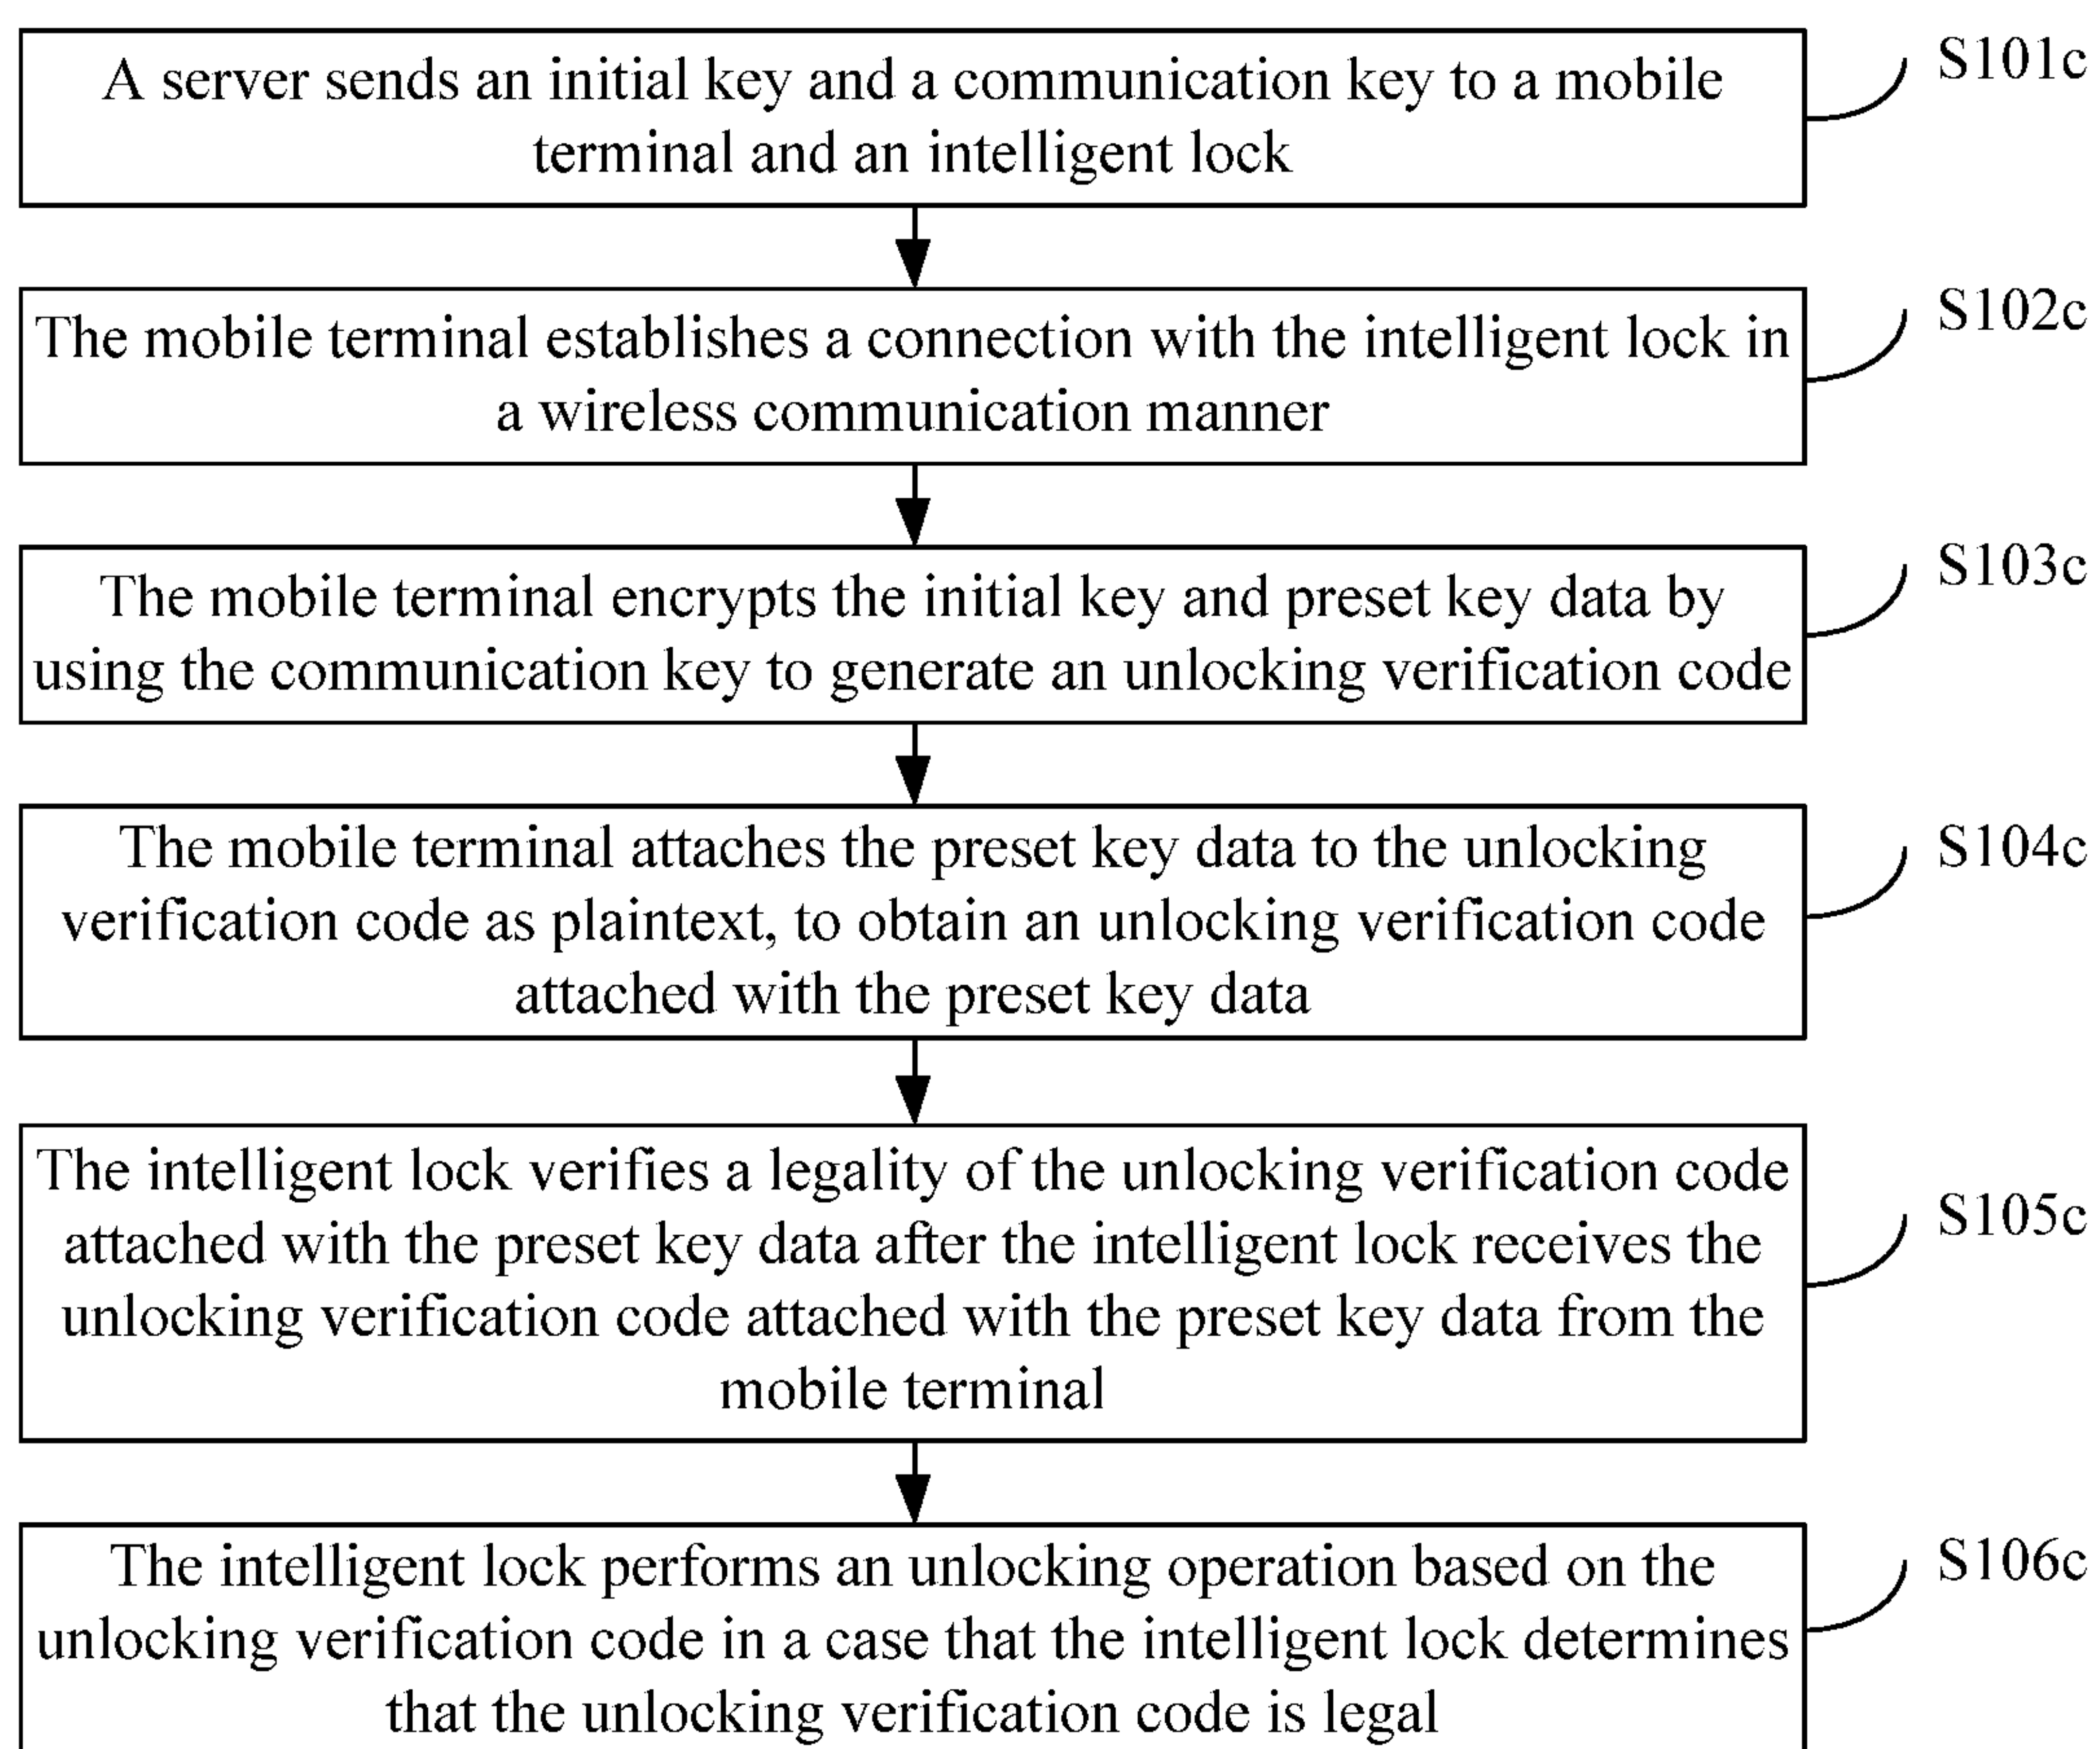 A server sends an initial key and a communication key to a mobile
terminal and an intelligent lock
S101c
The mobile terminal establishes a connection with the intelligent lock in
a wireless communication manner
S102c
The mobile terminal encrypts the initial key and preset key data by
using the communication key to generate an unlocking verification code
S103c
The mobile terminal attaches the preset key data to the unlocking
verification code as plaintext, to obtain an unlocking verification code
attached with the preset key data
S104c
The intelligent lock verifies a legality of the unlocking verification code
attached with the preset key data after the intelligent lock receives the
unlocking verification code attached with the preset key data from the
mobile terminal
S105c
The intelligent lock performs an unlocking operation based on the
unlocking verification code in a case that the intelligent lock determines
that the unlocking verification code is legal
S106c